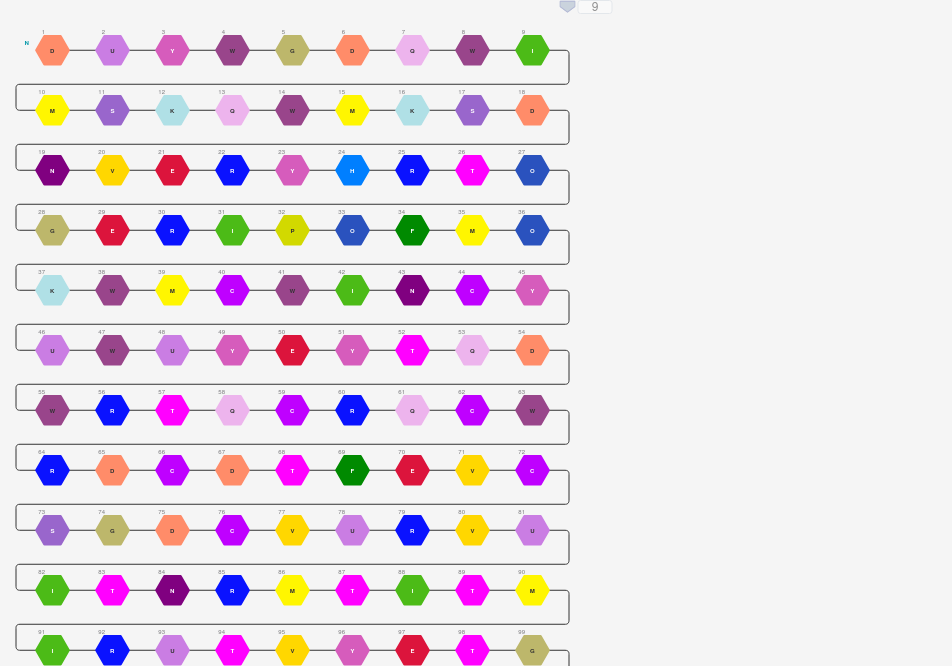 9
1 2 3 4 5 6 7 8 9
N D U Y W G D Q W I
10 11 12 13 14 15 16 17 18
M S K Q W M K S D
19 20 21 22 23 24 25 26 27
N V E R Y H R T O
28 29 30 31 32 33 34 35 36
G E R I P O F M O
37 38 39 40 41 42 43 44 45
K W M C W I N C Y
46 47 48 49 50 51 52 53 54
U W U Y E Y T Q D
55 56 57 58 59 60 61 62 63
W R T Q C R Q C W
64 65 66 67 68 69 70 71 72
R D C D T F E V C
73 74 75 76 77 78 79 80 81
S G D C V U R V U
82 83 84 85 86 87 88 89 90
I T N R M T I T M
91 92 93 94 95 96 97 98 99
I R U T V Y E T G